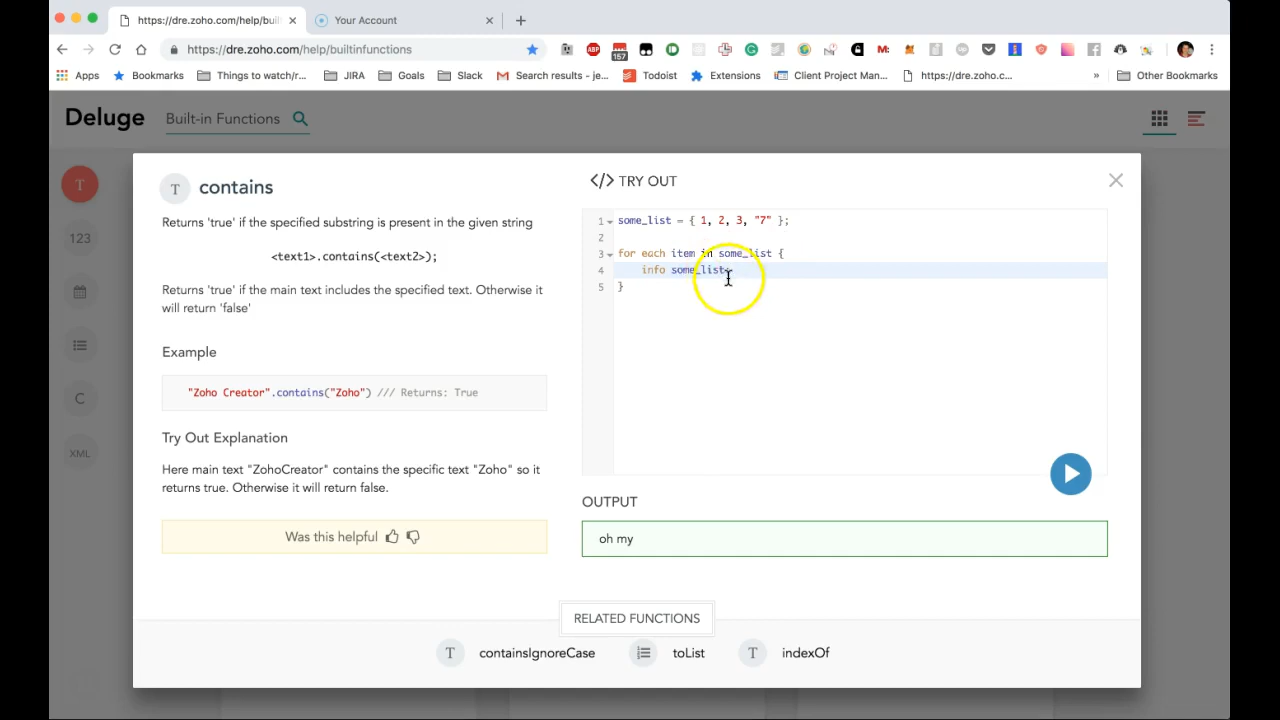 https://dre.zoho.com/help/buil
Your Account
https://dre.zoho.com/help/builtinfunctions
157
M:
Apps
Bookmarks
Things to watch/r...
JIRA
Goals
Slack
Search results - je...
Todoist
Extensions
Client Project Man...
https://dre.zoho.c...
»
Other Bookmarks
Deluge
Built-in Functions
T
123
C
XML
T contains
Returns 'true' if the specified substring is present in the given string
<text1>.contains(<text2>);
Returns 'true' if the main text includes the specified text. Otherwise it
will return 'false'
Example
"Zoho Creator".contains("Zoho") /// Returns: True
Try Out Explanation
Here main text "ZohoCreator" contains the specific text "Zoho" so it
returns true. Otherwise it will return false.
Was this helpful
</> TRY OUT
1 some_list = { 1, 2, 3, "7" };
2
3 for each item in some_list {
4 info some_list;
5 }
OUTPUT
oh my
RELATED FUNCTIONS
T containsIgnoreCase
toList
T indexOf